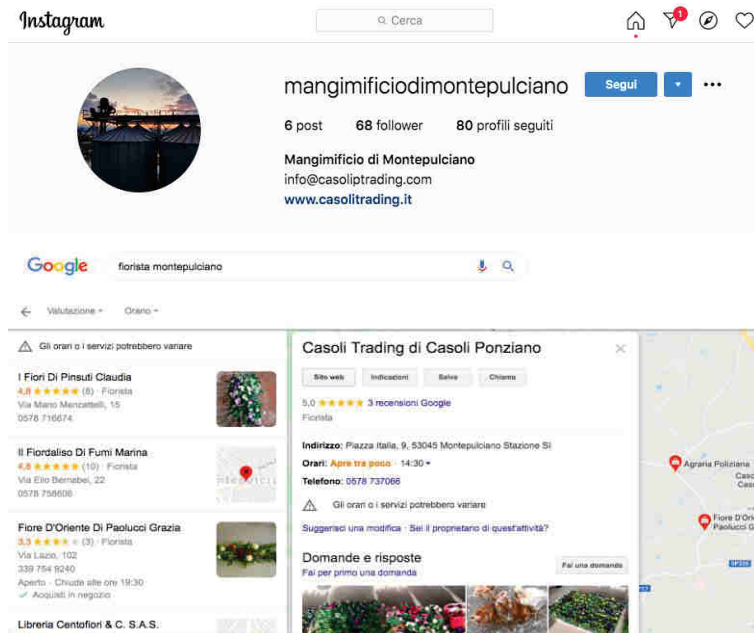 Instagram
Cerca
1
mangimificiodimontepulciano
Segui
6 post 68 follower 80 profili seguiti
Mangimificio di Montepulciano
info@casoliptrading.com
www.casolitrading.it
Google
fiorista montepulciano
Valutazione Orario
Gli orari o i servizi potrebbero variare
I Fiori Di Pinsuti Claudia
4,8 (8) · Fiorista
Via Mano Mencattelli, 15
0578 716674
Il Fiordaliso Di Fumi Marina
4,8 (10) · Fiorista
Via Elio Bernabei, 22
0578 758606
Fiore D'Oriente Di Paolucci Grazia
3,3 (3) · Fiorista
Via Lazio, 102
339 754 9240
Aperto · Chiude alle ore 19:30
Acquisti in negozio
Libreria Centofiori & C. S.A.S.
Casoli Trading di Casoli Ponziano
Sito web Indicazioni Salva Chiama
5,0 3 recensioni Google
Fiorista
Indirizzo: Piazza Italia, 9, 53045 Montepulciano Stazione SI
Orari: Apre tra poco · 14:30
Telefono: 0578 737066
Gli orari o i servizi potrebbero variare
Suggerisci una modifica · Sei il proprietario di quest'attività?
Domande e risposte
Fai per primo una domanda
Fai una domanda
Agraria Poliziana
Fiore D'Ori
Paolucci G